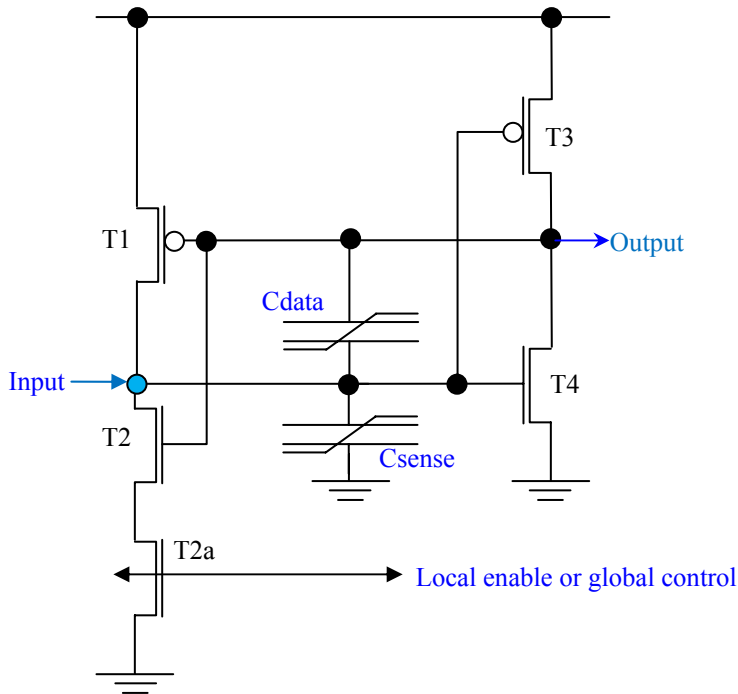 T3
T1
Output
Cdata
Input
T2
T4
Csense
T2a
Local enable or global control